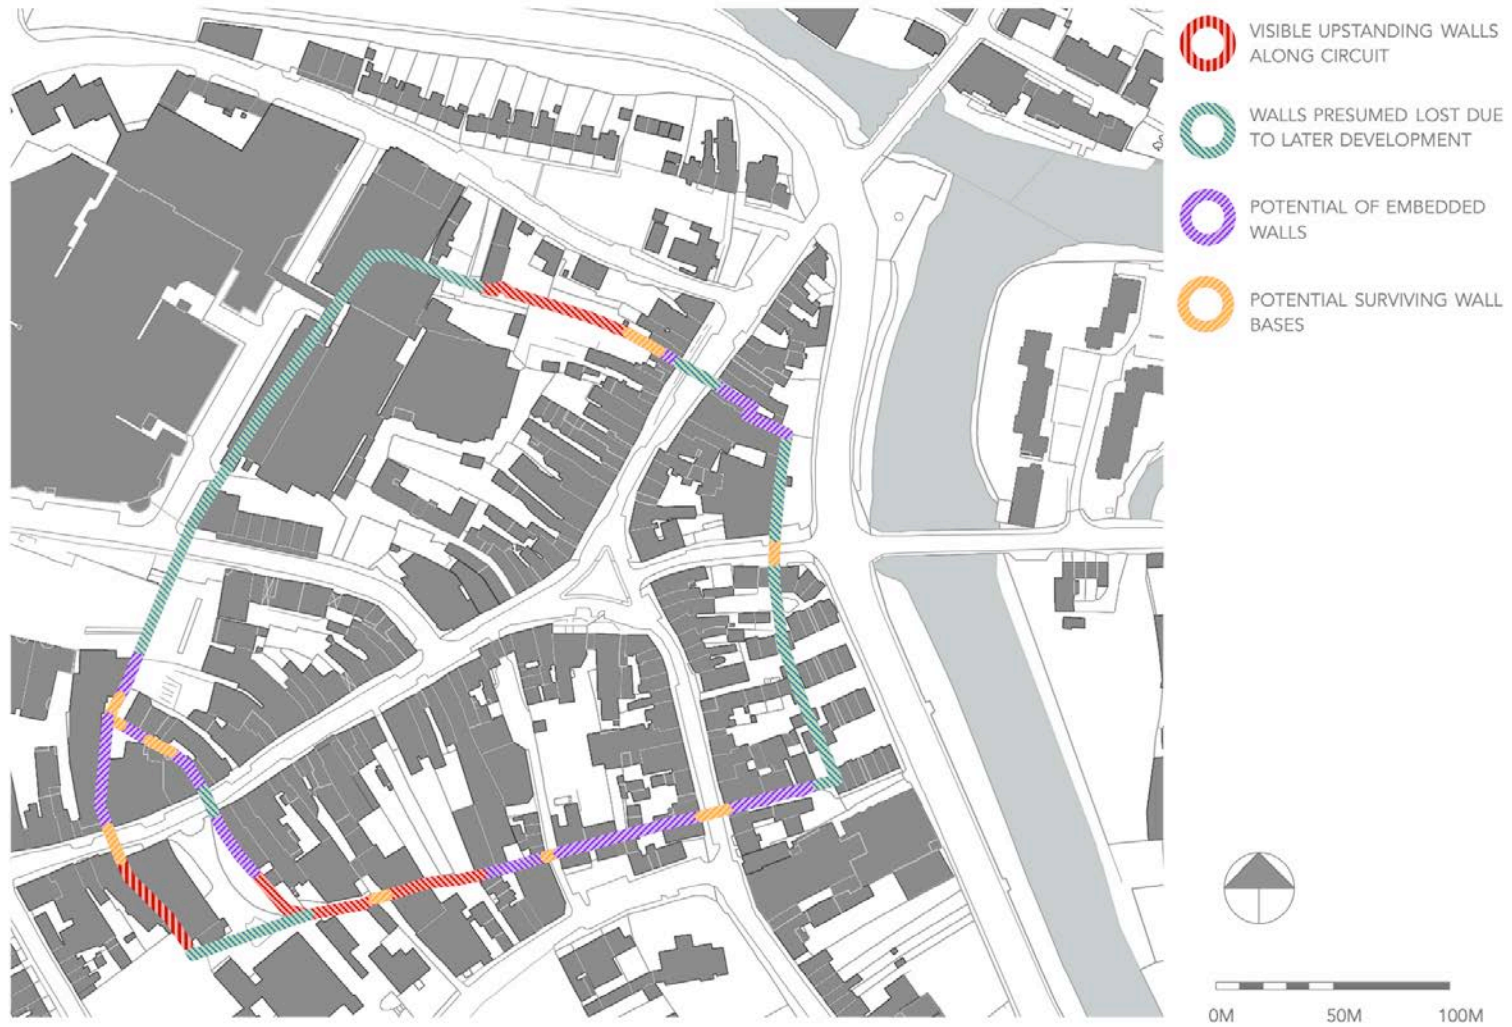 VISIBLE UPSTANDING WALLS
ALONG CIRCUIT
WALLS PRESUMED LOST DUE
TO LATER DEVELOPMENT
POTENTIAL OF EMBEDDED
WALLS
POTENTIAL SURVIVING WALL
BASES
0M 50M 100M